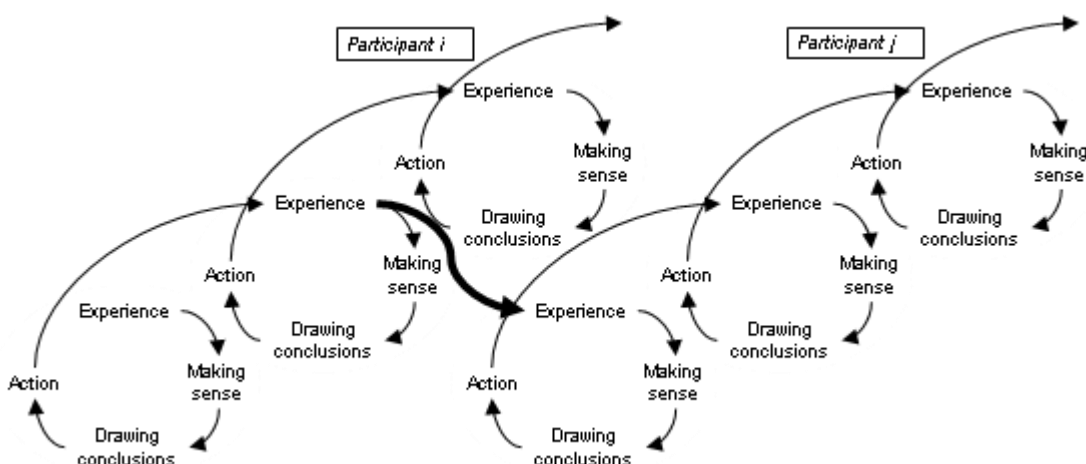 Participant i
Participant j
Experience
Making
sense
Drawing
conclusions
Action
Experience
Making
sense
Drawing
conclusions
Action
Experience
Making
sense
Drawing
conclusions
Action
Experience
Making
sense
Drawing
conclusions
Action
Experience
Making
sense
Drawing
conclusions
Action
Experience
Making
sense
Drawing
conclusions
Action